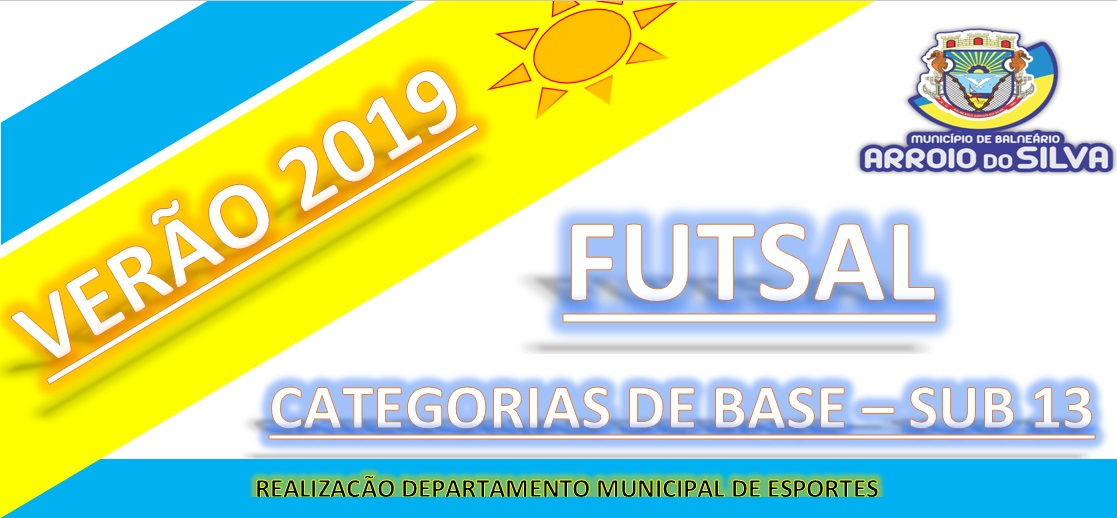 VERÃO 2019
MUNICÍPIO DE BALNEÁRIO
ARROIO DO SILVA
FUTSAL
CATEGORIAS DE BASE – SUB 13
REALIZAÇÃO DEPARTAMENTO MUNICIPAL DE ESPORTES